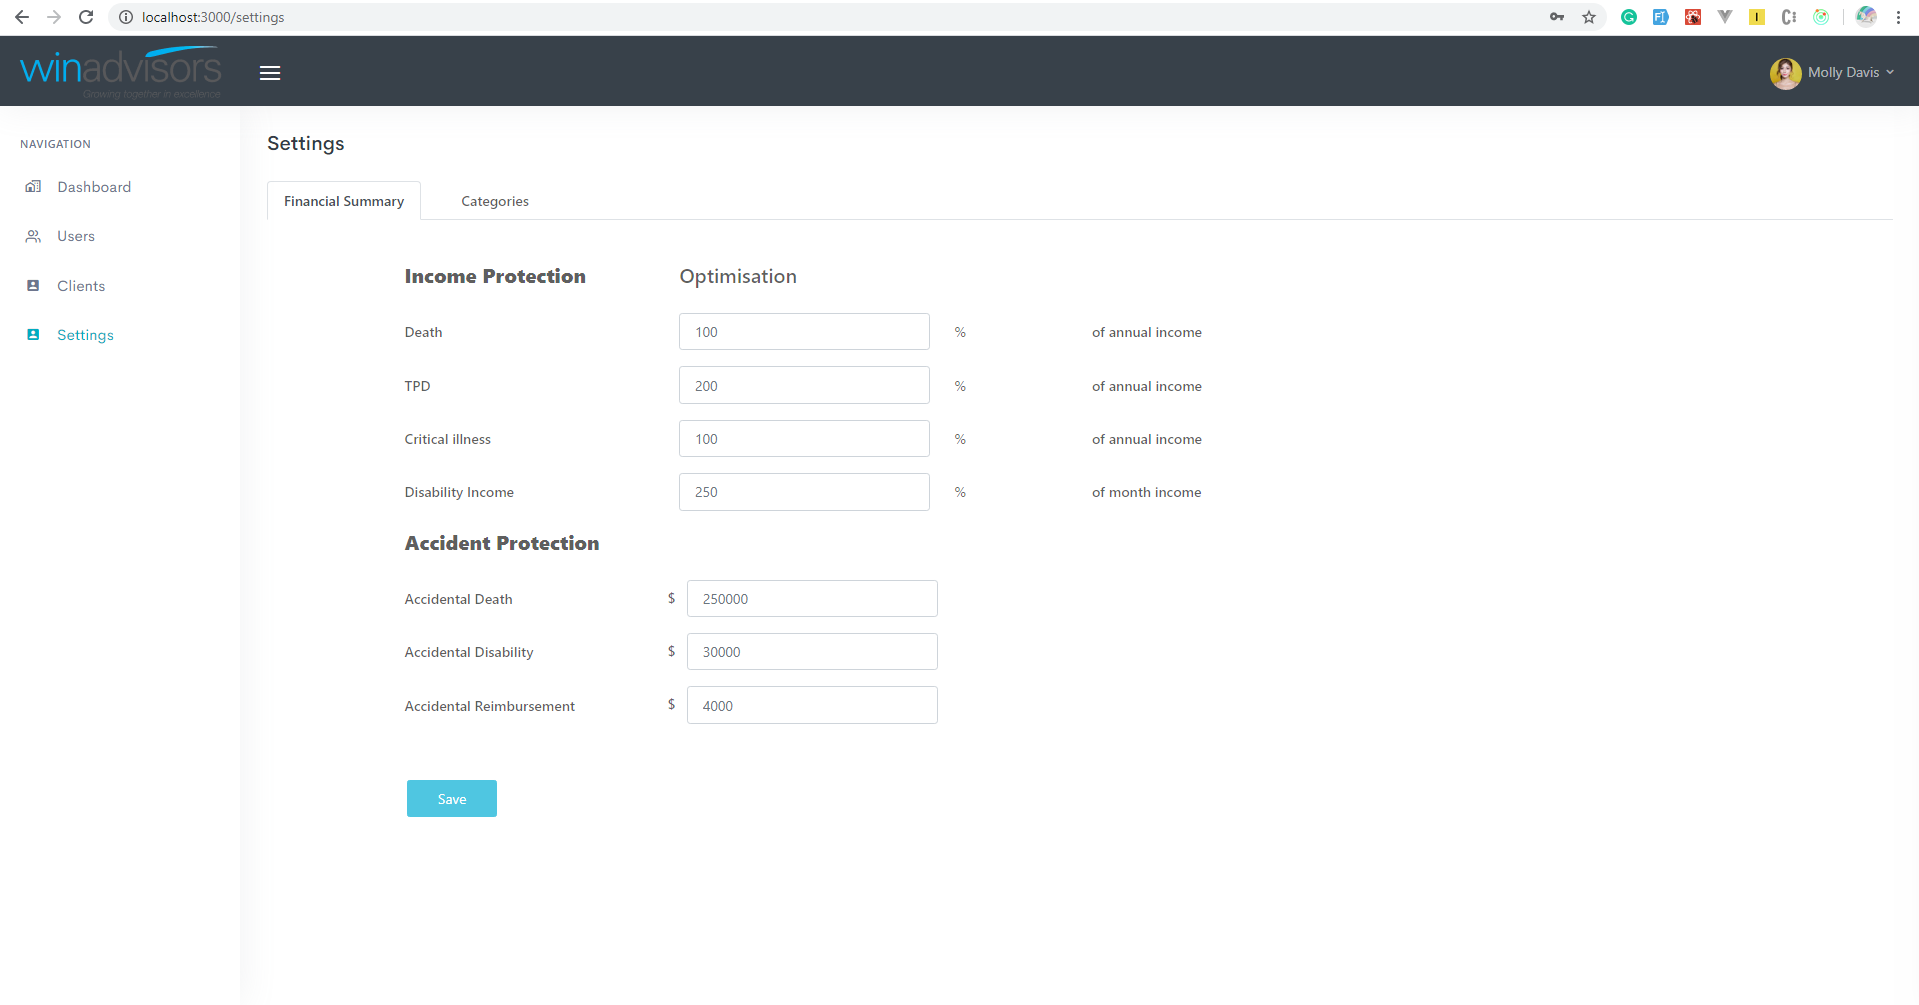 localhost:3000/settings
winadvisors
Growing together in excellence
Molly Davis
NAVIGATION
Dashboard
Users
Clients
Settings
Settings
Financial Summary Categories
Income Protection Optimisation
Death 100 % of annual income
TPD 200 % of annual income
Critical illness 100 % of annual income
Disability Income 250 % of month income
Accident Protection
Accidental Death $ 250000
Accidental Disability $ 30000
Accidental Reimbursement $ 4000
Save